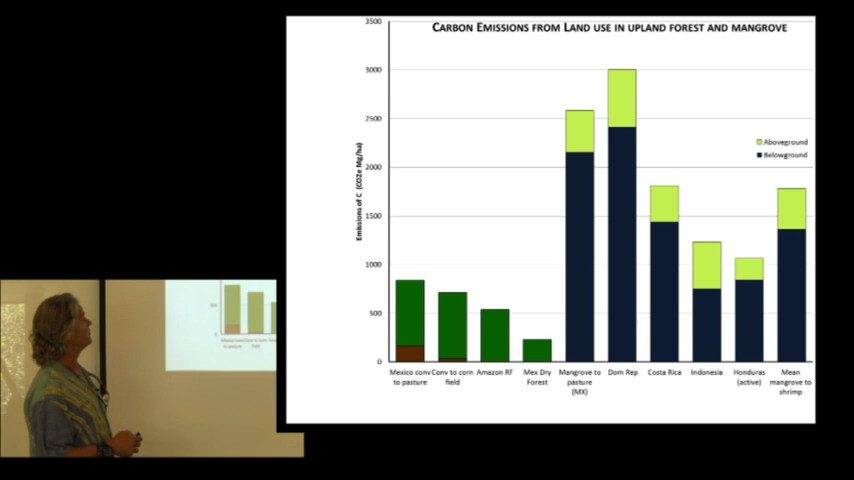 CARBON EMISSIONS FROM LAND USE IN UPLAND FOREST AND MANGROVE
3500
3000
2500
2000
1500
1000
500
0
Emissions of C (CO2e Mg/ha)
Aboveground
Belowground
Mexico conv to pasture
Conv to corn field
Amazon RF
Mex Dry Forest
Mangrove to pasture (MX)
Dom Rep
Costa Rica
Indonesia
Honduras (active)
Mean mangrove to shrimp